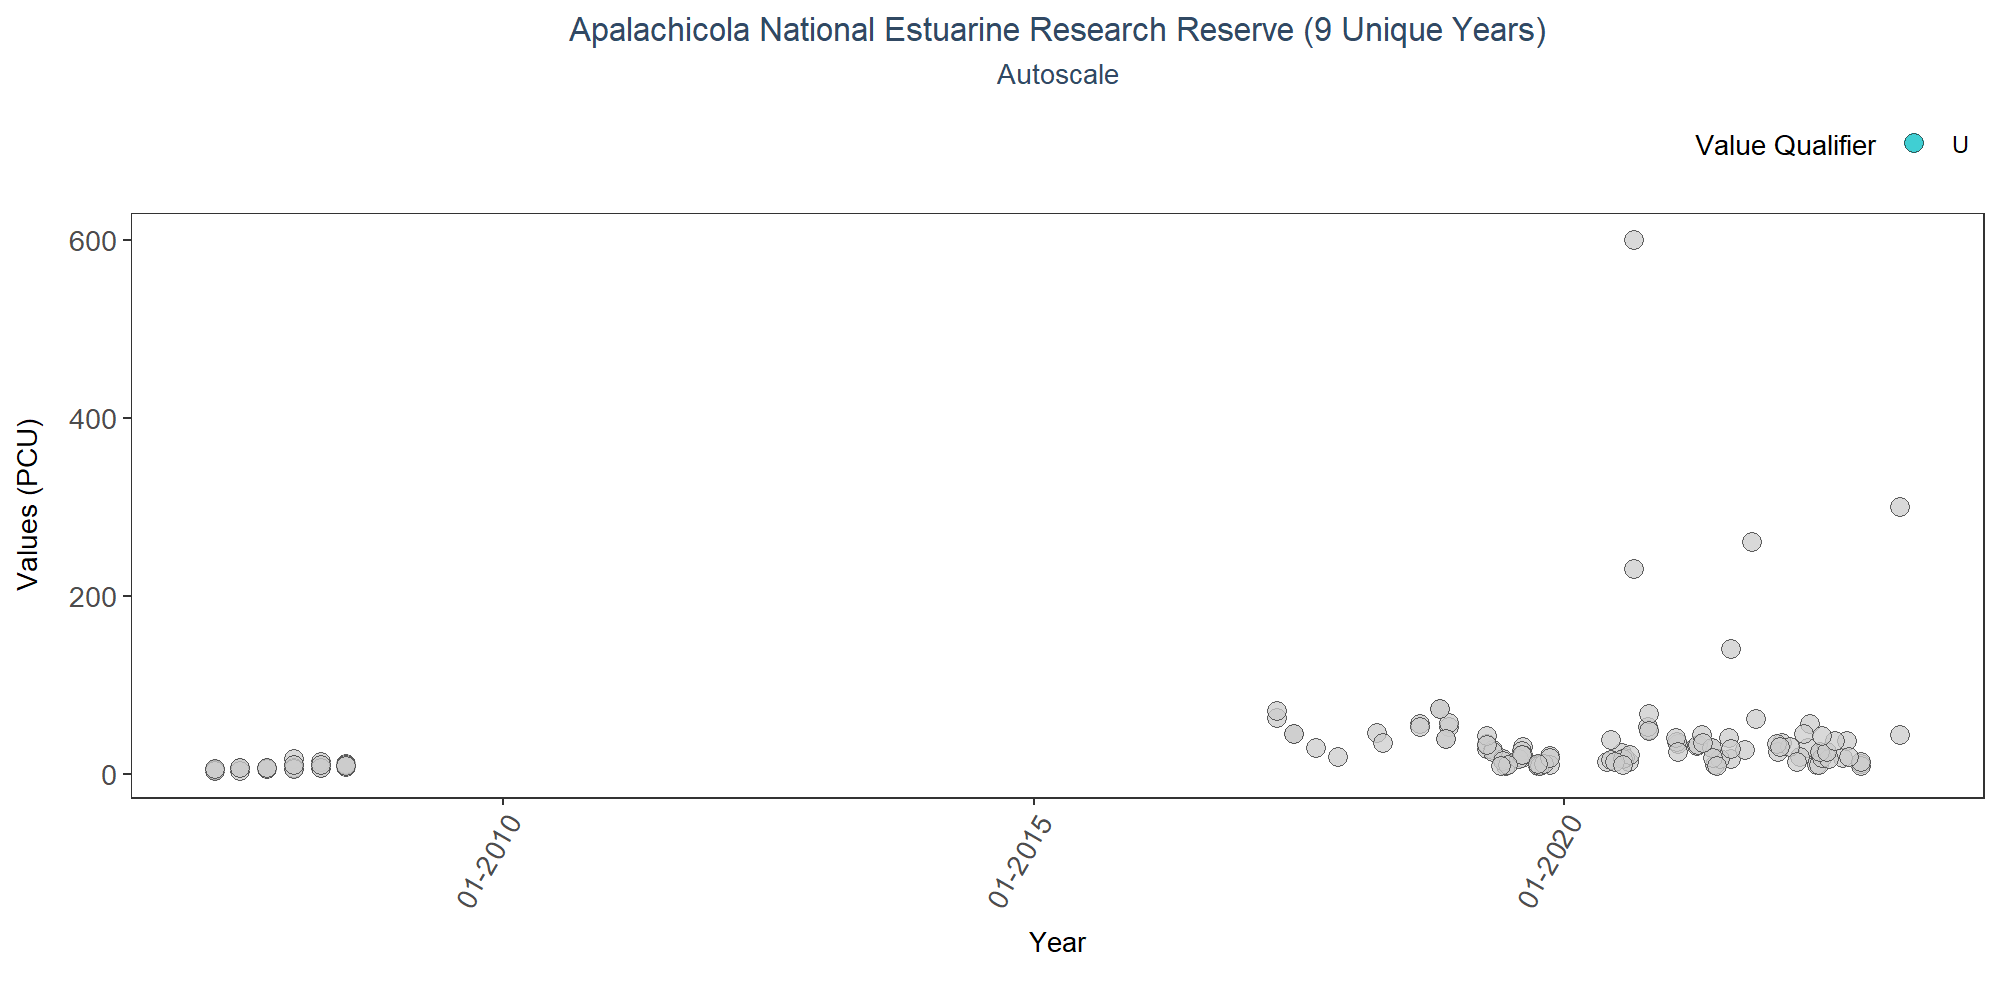 Apalachicola National Estuarine Research Reserve (9 Unique Years)
Autoscale
Value Qualifier U
600
400
200
0
Values (PCU)
01-2010
01-2015
01-2020
Year